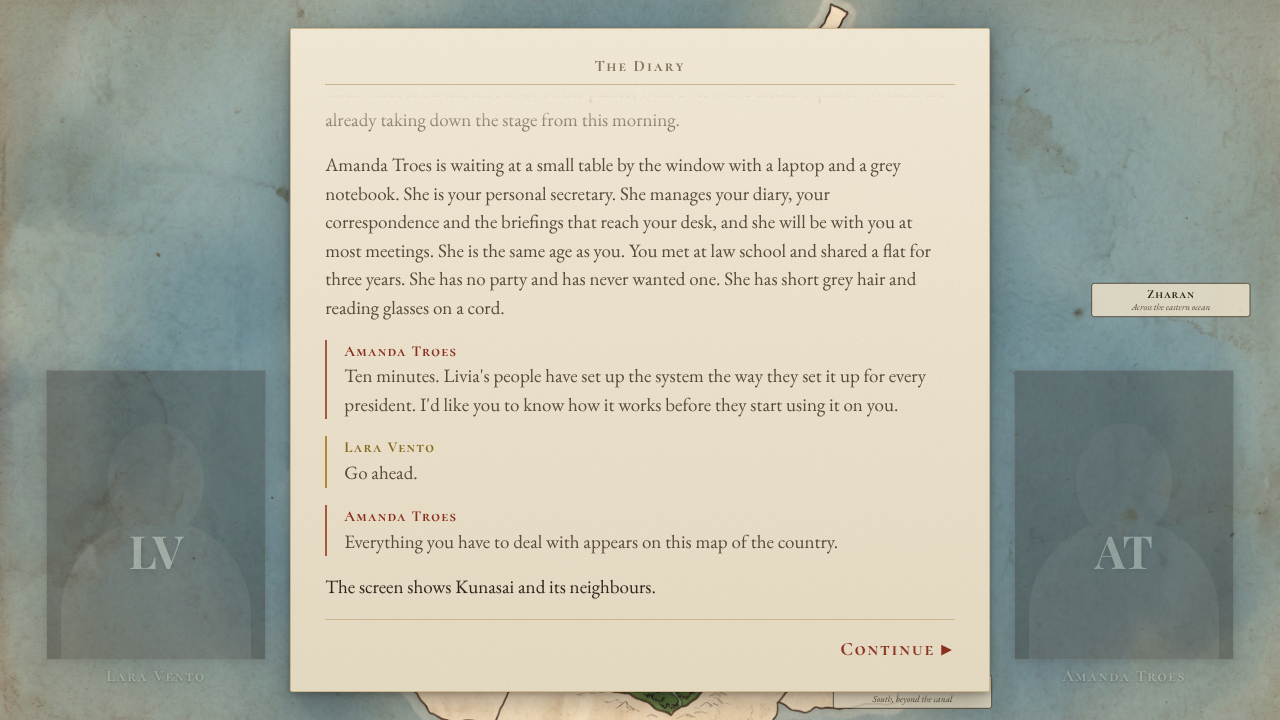 The Diary
already taking down the stage from this morning.
Amanda Troes is waiting at a small table by the window with a laptop and a grey
notebook. She is your personal secretary. She manages your diary, your
correspondence and the briefings that reach your desk, and she will be with you at
most meetings. She is the same age as you. You met at law school and shared a flat for
three years. She has no party and has never wanted one. She has short grey hair and
reading glasses on a cord.
Amanda Troes
Ten minutes. Livia's people have set up the system the way they set it up for every
president. I'd like you to know how it works before they start using it on you.
Lara Vento
Go ahead.
Amanda Troes
Everything you have to deal with appears on this map of the country.
The screen shows Kunasai and its neighbours.
Continue ▶
Zharan
Across the eastern ocean
LV
Lara Vento
AT
Amanda Troes
South, beyond the canal